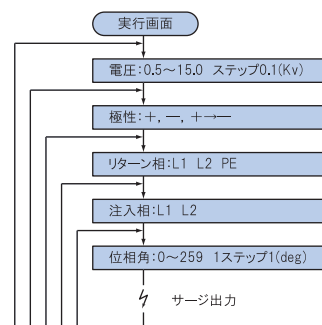 実行画面
電圧:0.5～15.0 ステップ0.1(Kv)
極性:+, ー, +→ー
リターン相:L1 L2 PE
注入相:L1 L2
位相角:0～259 1ステップ1(deg)
サージ出力